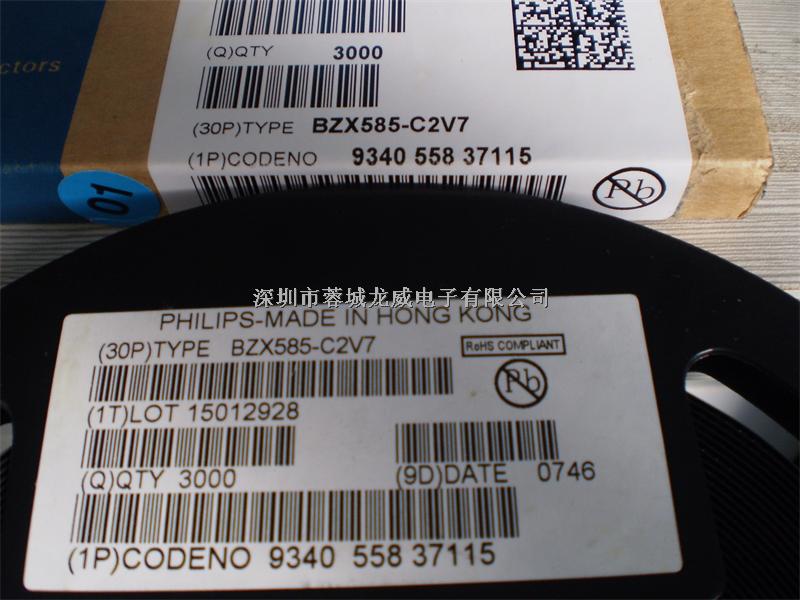 ctors
(Q)QTY 3000
(30P)TYPE BZX585-C2V7
(1P)CODENO 9340 558 37115
Pb
01
深圳市蓉城龙威电子有限公司
PHILIPS-MADE IN HONG KONG
(30P)TYPE BZX585-C2V7
RoHS COMPLIANT
Pb
(1T)LOT 15012928
(Q)QTY 3000
(9D)DATE 0746
(1P)CODENO 9340 558 37115